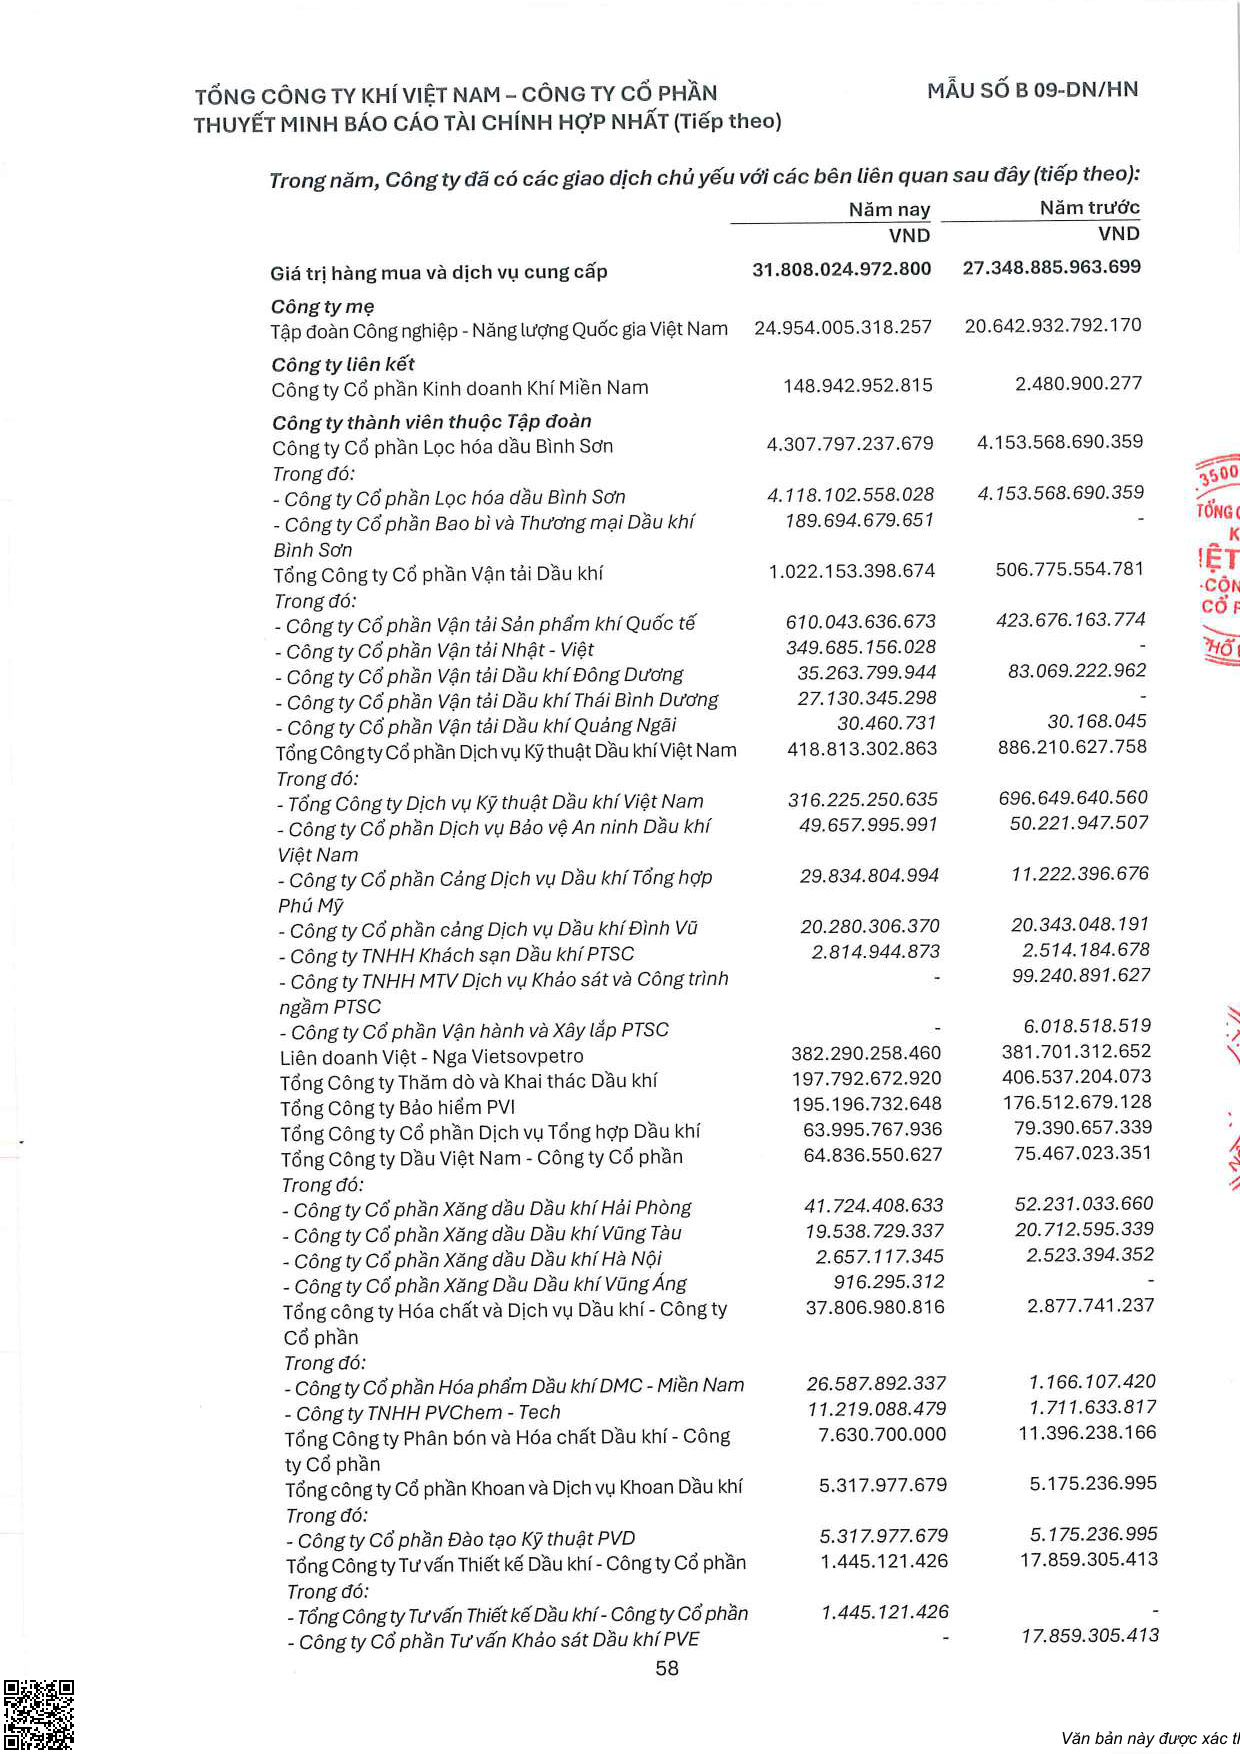 TỔNG CÔNG TY KHÍ VIỆT NAM – CÔNG TY CỔ PHẦN MẪU SỐ B 09-DN/HN
THUYẾT MINH BÁO CÁO TÀI CHÍNH HỢP NHẤT (Tiếp theo)
Trong năm, Công ty đã có các giao dịch chủ yếu với các bên liên quan sau đây (tiếp theo):
Năm nay Năm trước
VND VND
Giá trị hàng mua và dịch vụ cung cấp 31.808.024.972.800 27.348.885.963.699
Công ty mẹ
Tập đoàn Công nghiệp - Năng lượng Quốc gia Việt Nam 24.954.005.318.257 20.642.932.792.170
Công ty liên kết
Công ty Cổ phần Kinh doanh Khí Miền Nam 148.942.952.815 2.480.900.277
Công ty thành viên thuộc Tập đoàn
Công ty Cổ phần Lọc hóa dầu Bình Sơn 4.307.797.237.679 4.153.568.690.359
Trong đó:
- Công ty Cổ phần Lọc hóa dầu Bình Sơn 4.118.102.558.028 4.153.568.690.359
- Công ty Cổ phần Bao bì và Thương mại Dầu khí 189.694.679.651 -
Bình Sơn
Tổng Công ty Cổ phần Vận tải Dầu khí 1.022.153.398.674 506.775.554.781
Trong đó:
- Công ty Cổ phần Vận tải Sản phẩm khí Quốc tế 610.043.636.673 423.676.163.774
- Công ty Cổ phần Vận tải Nhật - Việt 349.685.156.028 -
- Công ty Cổ phần Vận tải Dầu khí Đông Dương 35.263.799.944 83.069.222.962
- Công ty Cổ phần Vận tải Dầu khí Thái Bình Dương 27.130.345.298 -
- Công ty Cổ phần Vận tải Dầu khí Quảng Ngãi 30.460.731 30.168.045
Tổng Công ty Cổ phần Dịch vụ Kỹ thuật Dầu khí Việt Nam 418.813.302.863 886.210.627.758
Trong đó:
- Tổng Công ty Dịch vụ Kỹ thuật Dầu khí Việt Nam 316.225.250.635 696.649.640.560
- Công ty Cổ phần Dịch vụ Bảo vệ An ninh Dầu khí 49.657.995.991 50.221.947.507
Việt Nam
- Công ty Cổ phần Cảng Dịch vụ Dầu khí Tổng hợp 29.834.804.994 11.222.396.676
Phú Mỹ
- Công ty Cổ phần cảng Dịch vụ Dầu khí Đình Vũ 20.280.306.370 20.343.048.191
- Công ty TNHH Khách sạn Dầu khí PTSC 2.814.944.873 2.514.184.678
- Công ty TNHH MTV Dịch vụ Khảo sát và Công trình - 99.240.891.627
ngầm PTSC
- Công ty Cổ phần Vận hành và Xây lắp PTSC - 6.018.518.519
Liên doanh Việt - Nga Vietsovpetro 382.290.258.460 381.701.312.652
Tổng Công ty Thăm dò và Khai thác Dầu khí 197.792.672.920 406.537.204.073
Tổng Công ty Bảo hiểm PVI 195.196.732.648 176.512.679.128
Tổng Công ty Cổ phần Dịch vụ Tổng hợp Dầu khí 63.995.767.936 79.390.657.339
Tổng Công ty Dầu Việt Nam - Công ty Cổ phần 64.836.550.627 75.467.023.351
Trong đó:
- Công ty Cổ phần Xăng dầu Dầu khí Hải Phòng 41.724.408.633 52.231.033.660
- Công ty Cổ phần Xăng dầu Dầu khí Vũng Tàu 19.538.729.337 20.712.595.339
- Công ty Cổ phần Xăng dầu Dầu khí Hà Nội 2.657.117.345 2.523.394.352
- Công ty Cổ phần Xăng Dầu Dầu khí Vũng Áng 916.295.312 -
Tổng công ty Hóa chất và Dịch vụ Dầu khí - Công ty 37.806.980.816 2.877.741.237
Cổ phần
Trong đó:
- Công ty Cổ phần Hóa phẩm Dầu khí DMC - Miền Nam 26.587.892.337 1.166.107.420
- Công ty TNHH PVChem - Tech 11.219.088.479 1.711.633.817
Tổng Công ty Phân bón và Hóa chất Dầu khí - Công 7.630.700.000 11.396.238.166
ty Cổ phần
Tổng công ty Cổ phần Khoan và Dịch vụ Khoan Dầu khí 5.317.977.679 5.175.236.995
Trong đó:
- Công ty Cổ phần Đào tạo Kỹ thuật PVD 5.317.977.679 5.175.236.995
Tổng Công ty Tư vấn Thiết kế Dầu khí - Công ty Cổ phần 1.445.121.426 17.859.305.413
Trong đó:
- Tổng Công ty Tư vấn Thiết kế Dầu khí - Công ty Cổ phần 1.445.121.426 -
- Công ty Cổ phần Tư vấn Khảo sát Dầu khí PVE - 17.859.305.413
58
3500
TỔNG
K
IỆT
CÔN
CỔ P
Văn bản này được xác th